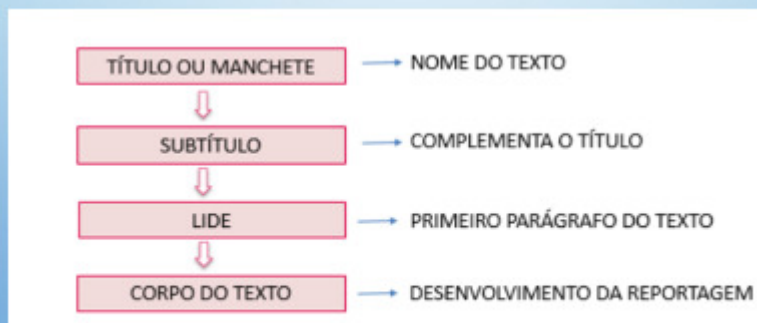 TÍTULO OU MANCHETE
NOME DO TEXTO
SUBTÍTULO
COMPLEMENTA O TÍTULO
LIDE
PRIMEIRO PARÁGRAFO DO TEXTO
CORPO DO TEXTO
DESENVOLVIMENTO DA REPORTAGEM